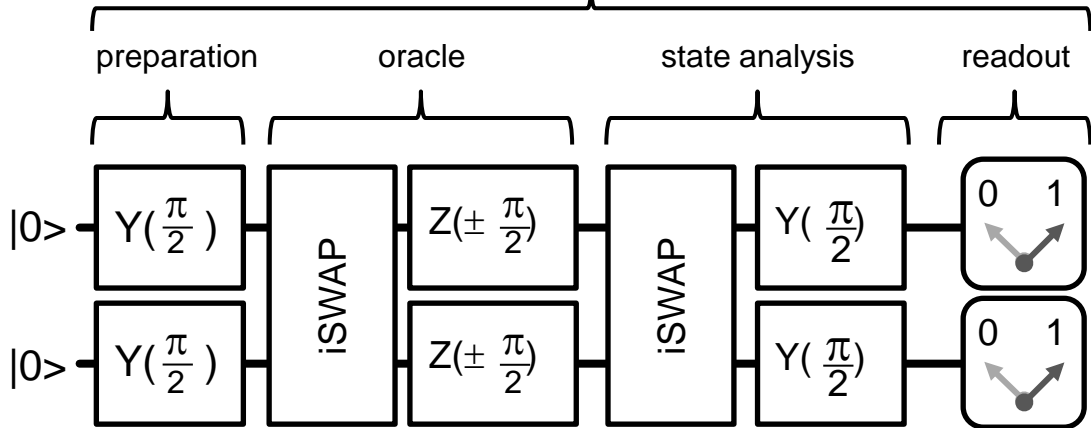 preparation oracle state analysis readout
|0> Y(π/2) iSWAP Z(± π/2) iSWAP Y(π/2) 0 1
|0> Y(π/2) Z(± π/2) Y(π/2) 0 1